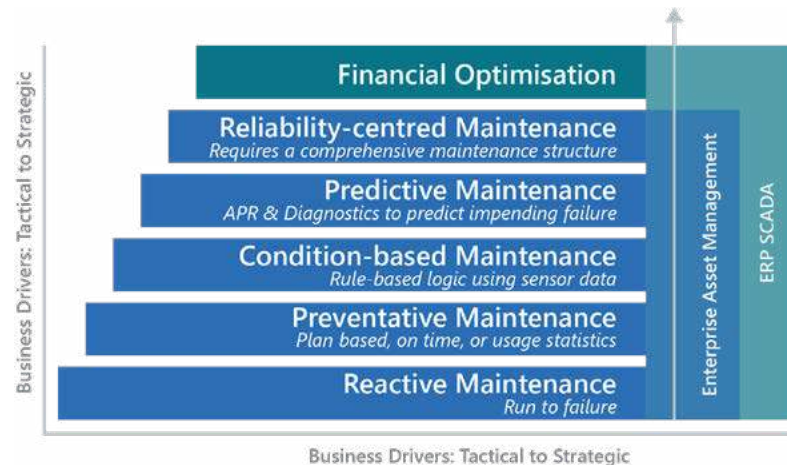 Financial Optimisation
Reliability-centred Maintenance
Requires a comprehensive maintenance structure
Predictive Maintenance
APR & Diagnostics to predict impending failure
Condition-based Maintenance
Rule-based logic using sensor data
Preventative Maintenance
Plan based, on time, or usage statistics
Reactive Maintenance
Run to failure
Enterprise Asset Management
ERP SCADA
Business Drivers: Tactical to Strategic
Business Drivers: Tactical to Strategic